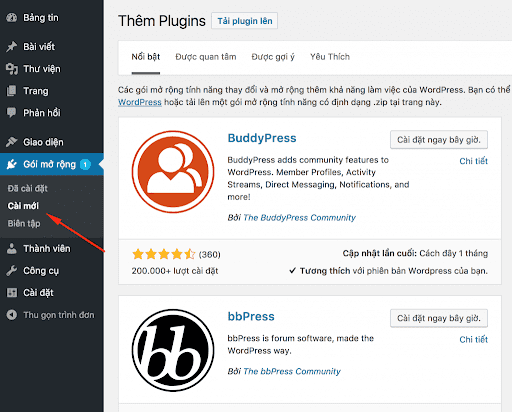 Bảng tin
Bài viết
Thư viện
Trang
Phản hồi
Giao diện
Gói mở rộng 1
Đã cài đặt
Cài mới
Biên tập
Thành viên
Công cụ
Cài đặt
Thu gọn trình đơn
Thêm Plugins Tải plugin lên
Nổi bật Được quan tâm Được gợi ý Yêu Thích
Các gói mở rộng tính năng thay đổi và mở rộng thêm khả năng làm việc của WordPress. Bạn có thể
WordPress hoặc tải lên một gói mở rộng tính năng có định dạng .zip tại trang này.
BuddyPress Cài đặt ngay bây giờ.
Chi tiết
BuddyPress adds community features to
WordPress. Member Profiles, Activity
Streams, Direct Messaging, Notifications, and
more!
Bởi The BuddyPress Community
(360) Cập nhật lần cuối: Cách đây 1 tháng
200.000+ lượt cài đặt ✓ Tương thích với phiên bản Wordpress của bạn.
bb
bbPress Cài đặt ngay bây giờ.
Chi tiết
bbPress is forum software, made the
WordPress way.
Bởi The bbPress Community